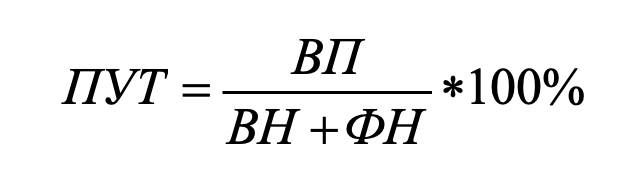 ВП
ПУТ = *100%
ВН + ФН